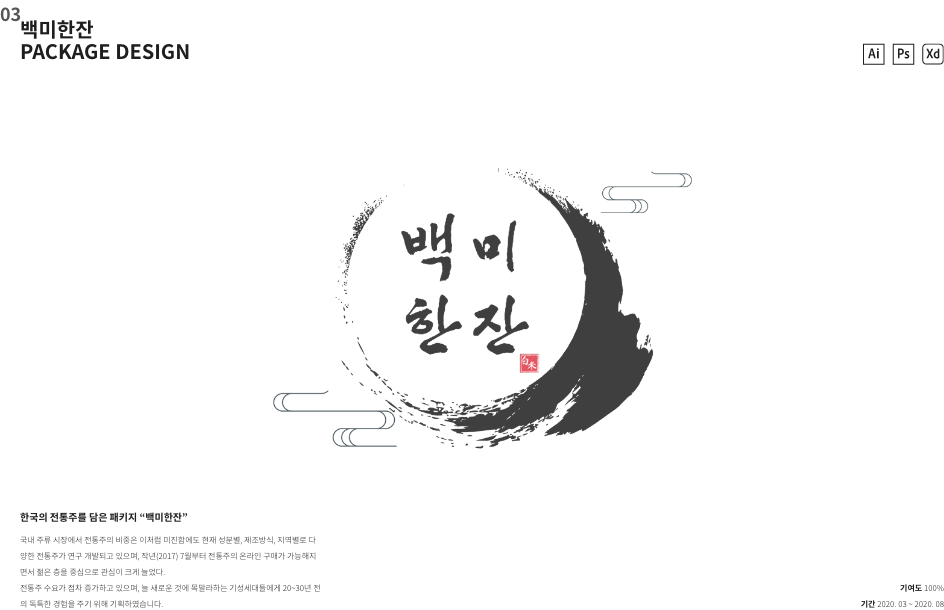 03
백미한잔
PACKAGE DESIGN
Ai Ps Xd
백 미
한 잔
白米
한국의 전통주를 담은 패키지 “백미한잔”
국내 주류 시장에서 전통주의 비중은 이처럼 미진함에도 현재 성분별, 제조방식, 지역별로 다
양한 전통주가 연구 개발되고 있으며, 작년(2017) 7월부터 전통주의 온라인 구매가 가능해지
면서 젊은 층을 중심으로 관심이 크게 늘었다.
전통주 수요가 점차 증가하고 있으며, 늘 새로운 것에 목말라하는 기성세대들에게 20~30년 전
의 독특한 경험을 주기 위해 기획하였습니다.
기여도 100%
기간 2020. 03 ~ 2020. 08